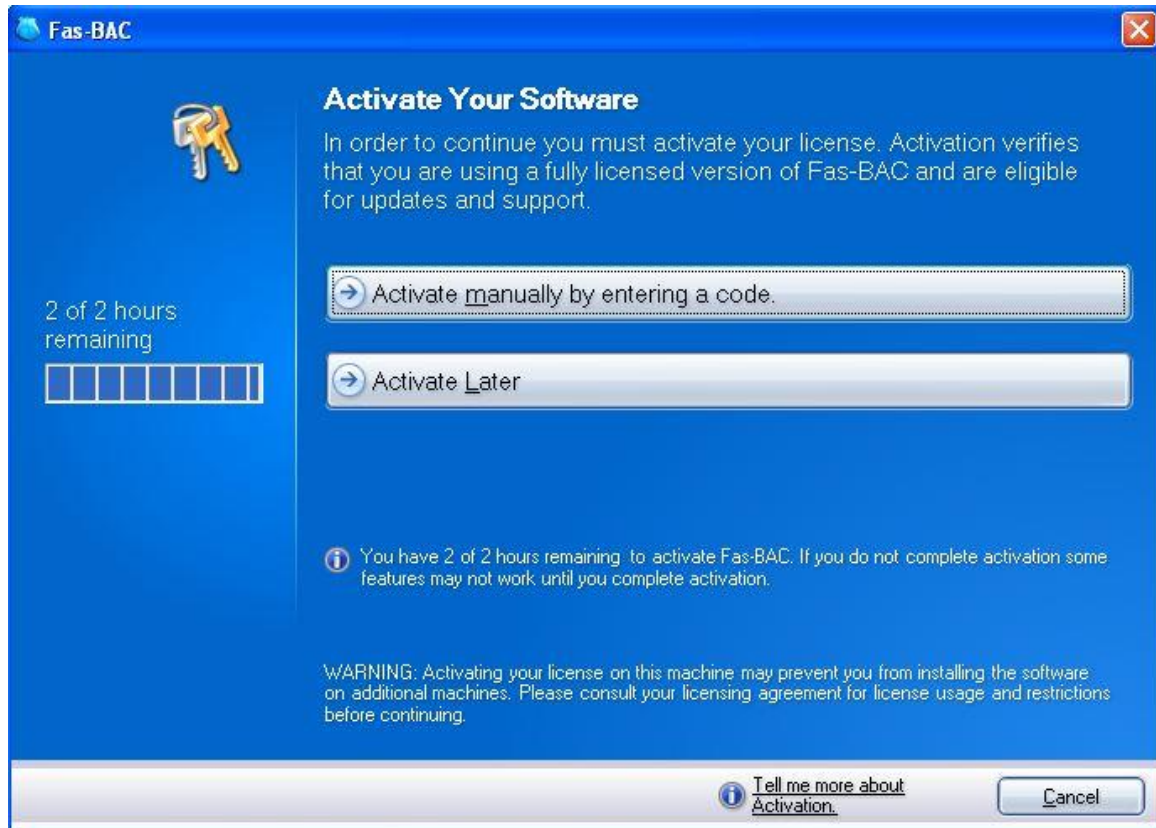 Fas-BAC
Activate Your Software
In order to continue you must activate your license. Activation verifies
that you are using a fully licensed version of Fas-BAC and are eligible
for updates and support.
2 of 2 hours
remaining
Activate manually by entering a code.
Activate Later
You have 2 of 2 hours remaining to activate Fas-BAC. If you do not complete activation some
features may not work until you complete activation.
WARNING: Activating your license on this machine may prevent you from installing the software
on additional machines. Please consult your licensing agreement for license usage and restrictions
before continuing.
Tell me more about
Activation.
Cancel